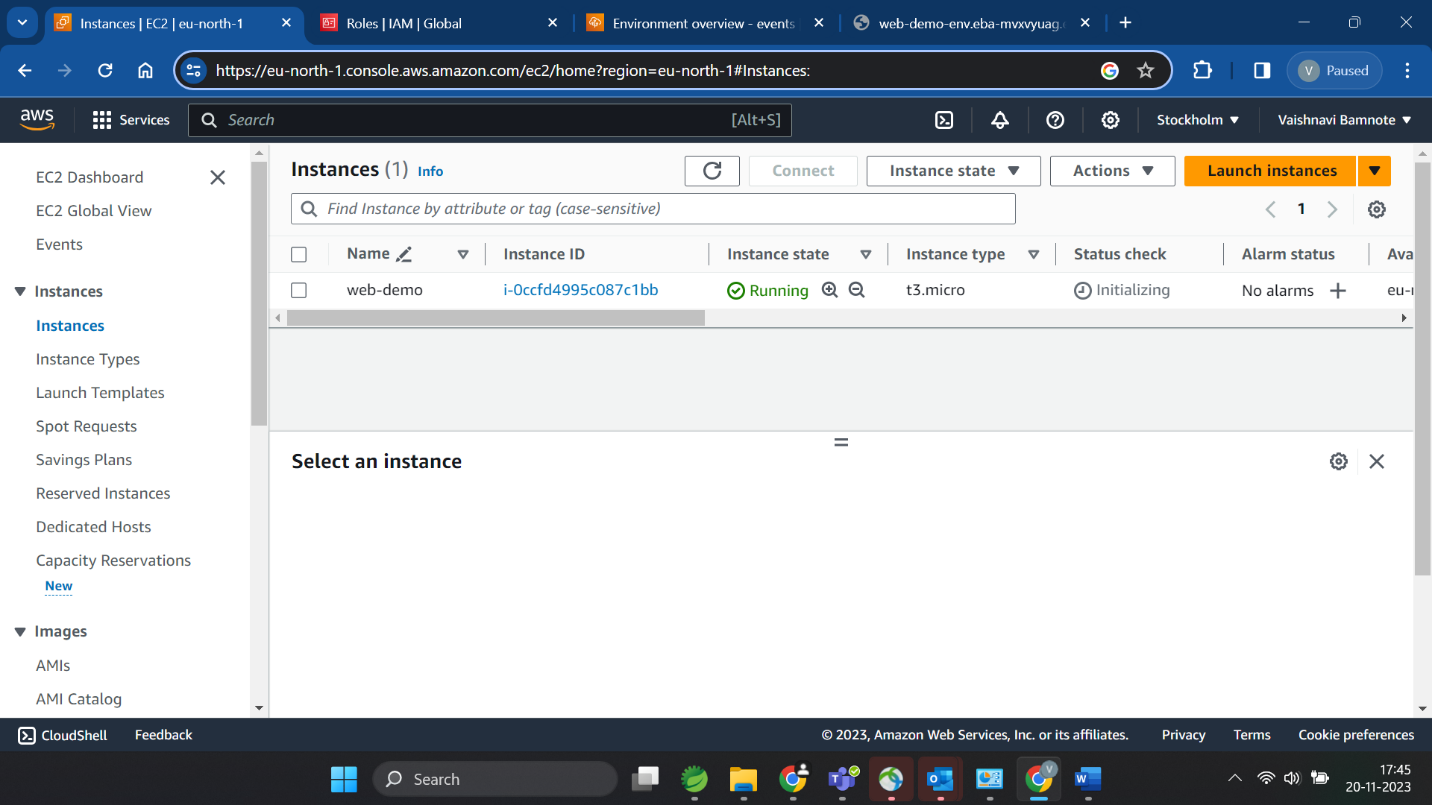 Instances | EC2 | eu-north-1
Roles | IAM | Global
Environment overview - events
web-demo-env.eba-mvxvyuag.e
https://eu-north-1.console.aws.amazon.com/ec2/home?region=eu-north-1#Instances:
V Paused
aws
Services
Search [Alt+S]
Stockholm
Vaishnavi Bamnote
EC2 Dashboard
EC2 Global View
Events
Instances
Instances
Instance Types
Launch Templates
Spot Requests
Savings Plans
Reserved Instances
Dedicated Hosts
Capacity Reservations
New
Images
AMIs
AMI Catalog
Instances (1) Info
Connect
Instance state
Actions
Launch instances
Find Instance by attribute or tag (case-sensitive)
1
Name Instance ID Instance state Instance type Status check Alarm status Ava
web-demo i-0ccfd4995c087c1bb Running t3.micro Initializing No alarms eu-n
Select an instance
CloudShell Feedback © 2023, Amazon Web Services, Inc. or its affiliates. Privacy Terms Cookie preferences
Search
17:45
20-11-2023